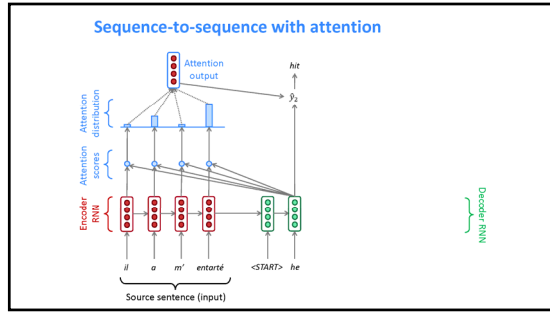 Sequence-to-sequence with attention
Attention
output
hit
ŷ₂
Attention
distribution
Attention
scores
Encoder
RNN
Decoder RNN
il a m' entarté <START> he
Source sentence (input)